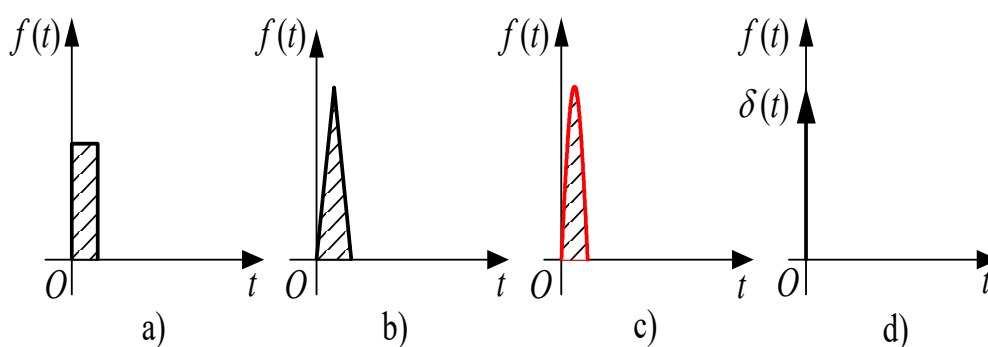 f(t) f(t) f(t) f(t)
δ(t)
O t O t O t O t
a) b) c) d)